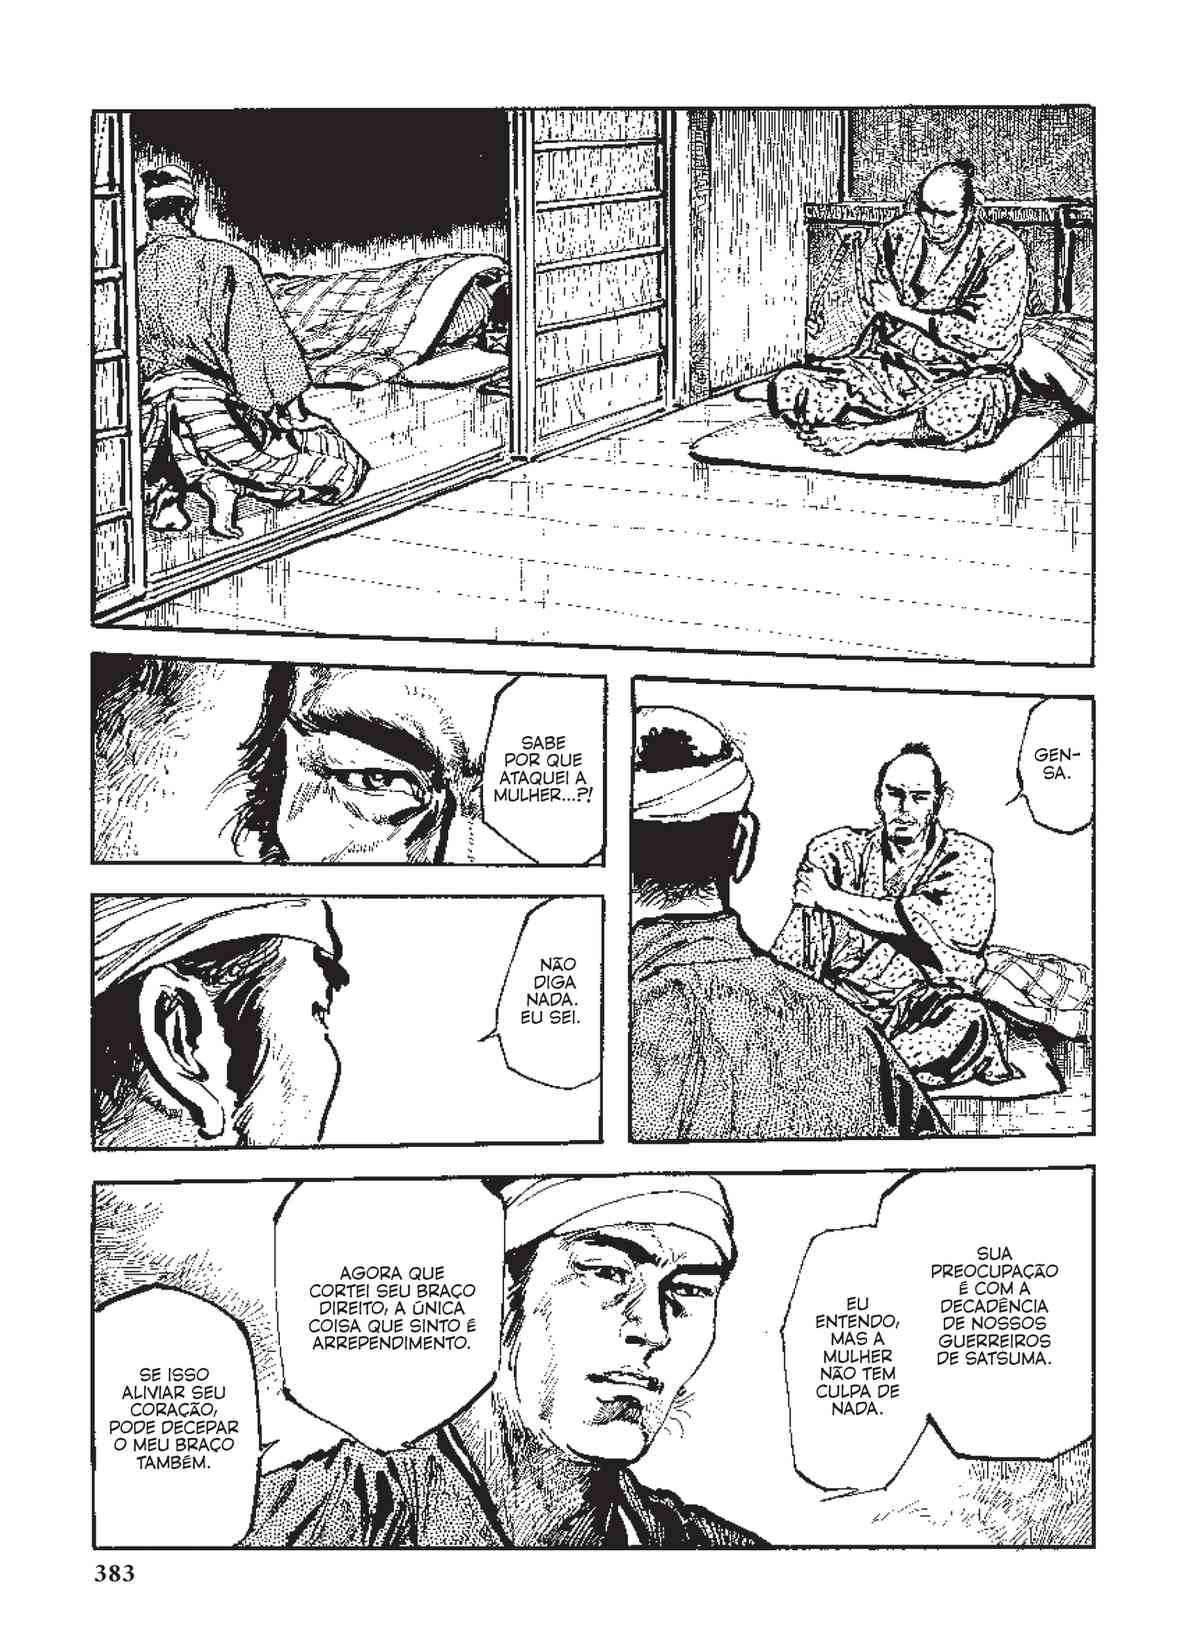 GEN-
SA.
SABE
POR QUE
ATAQUEI A
MULHER...?!
NÃO
DIGA
NADA.
EU SEI.
SUA
PREOCUPAÇÃO
É COM A
DECADÊNCIA
DE NOSSOS
GUERREIROS
DE SATSUMA.
EU
ENTENDO,
MAS A
MULHER
NÃO TEM
CULPA DE
NADA.
AGORA QUE
CORTEI SEU BRAÇO
DIREITO, A ÚNICA
COISA QUE SINTO É
ARREPENDIMENTO.
SE ISSO
ALIVIAR SEU
CORAÇÃO,
PODE DECEPAR
O MEU BRAÇO
TAMBÉM.
383